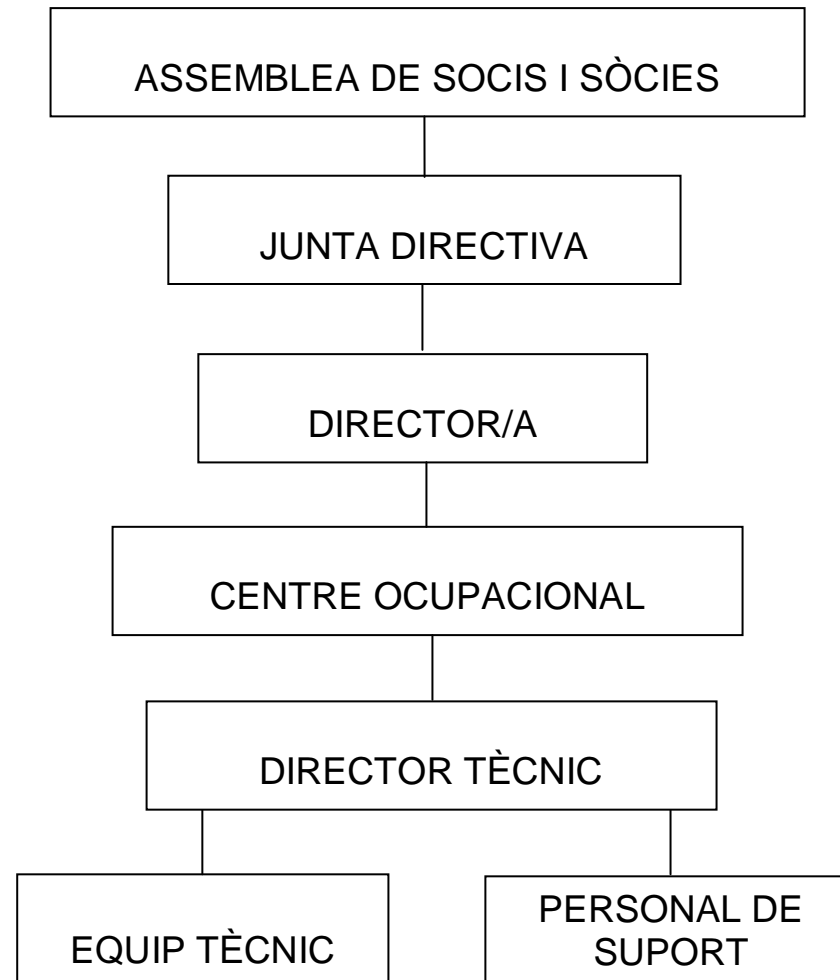 ASSEMBLEA DE SOCIS I SÒCIES
JUNTA DIRECTIVA
DIRECTOR/A
CENTRE OCUPACIONAL
DIRECTOR TÈCNIC
EQUIP TÈCNIC
PERSONAL DE
SUPORT